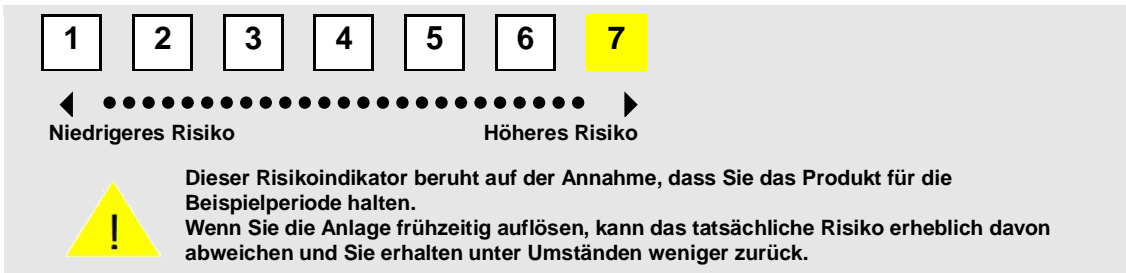 1 2 3 4 5 6 7
Niedrigeres Risiko Höheres Risiko
Dieser Risikoindikator beruht auf der Annahme, dass Sie das Produkt für die
Beispielperiode halten.
Wenn Sie die Anlage frühzeitig auflösen, kann das tatsächliche Risiko erheblich davon
abweichen und Sie erhalten unter Umständen weniger zurück.
!